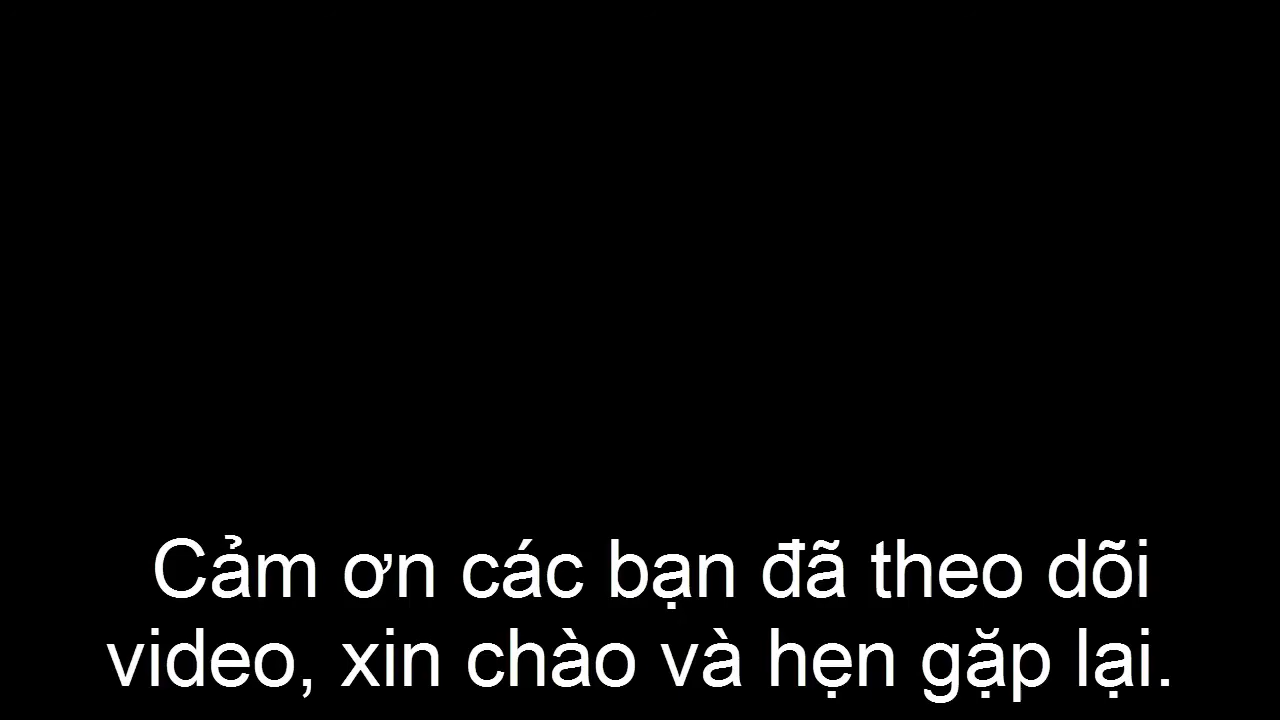 Cảm ơn các bạn đã theo dõi
video, xin chào và hẹn gặp lại.